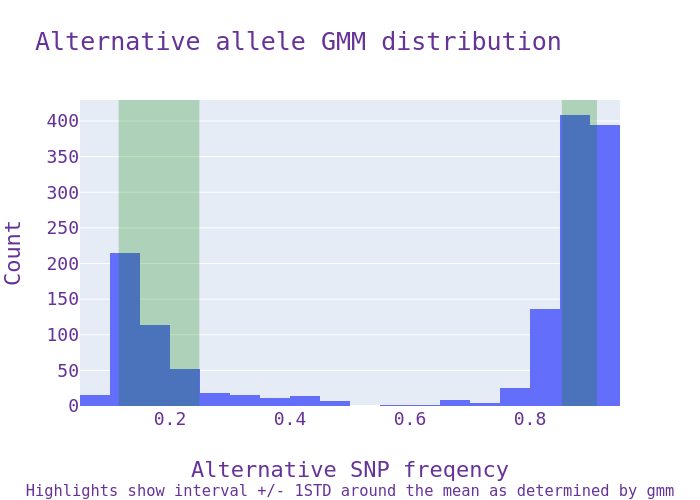 Alternative allele GMM distribution
400
350
300
250
200
150
100
50
0
0.2 0.4 0.6 0.8
Count
Alternative SNP freqency
Highlights show interval +/- 1STD around the mean as determined by gmm